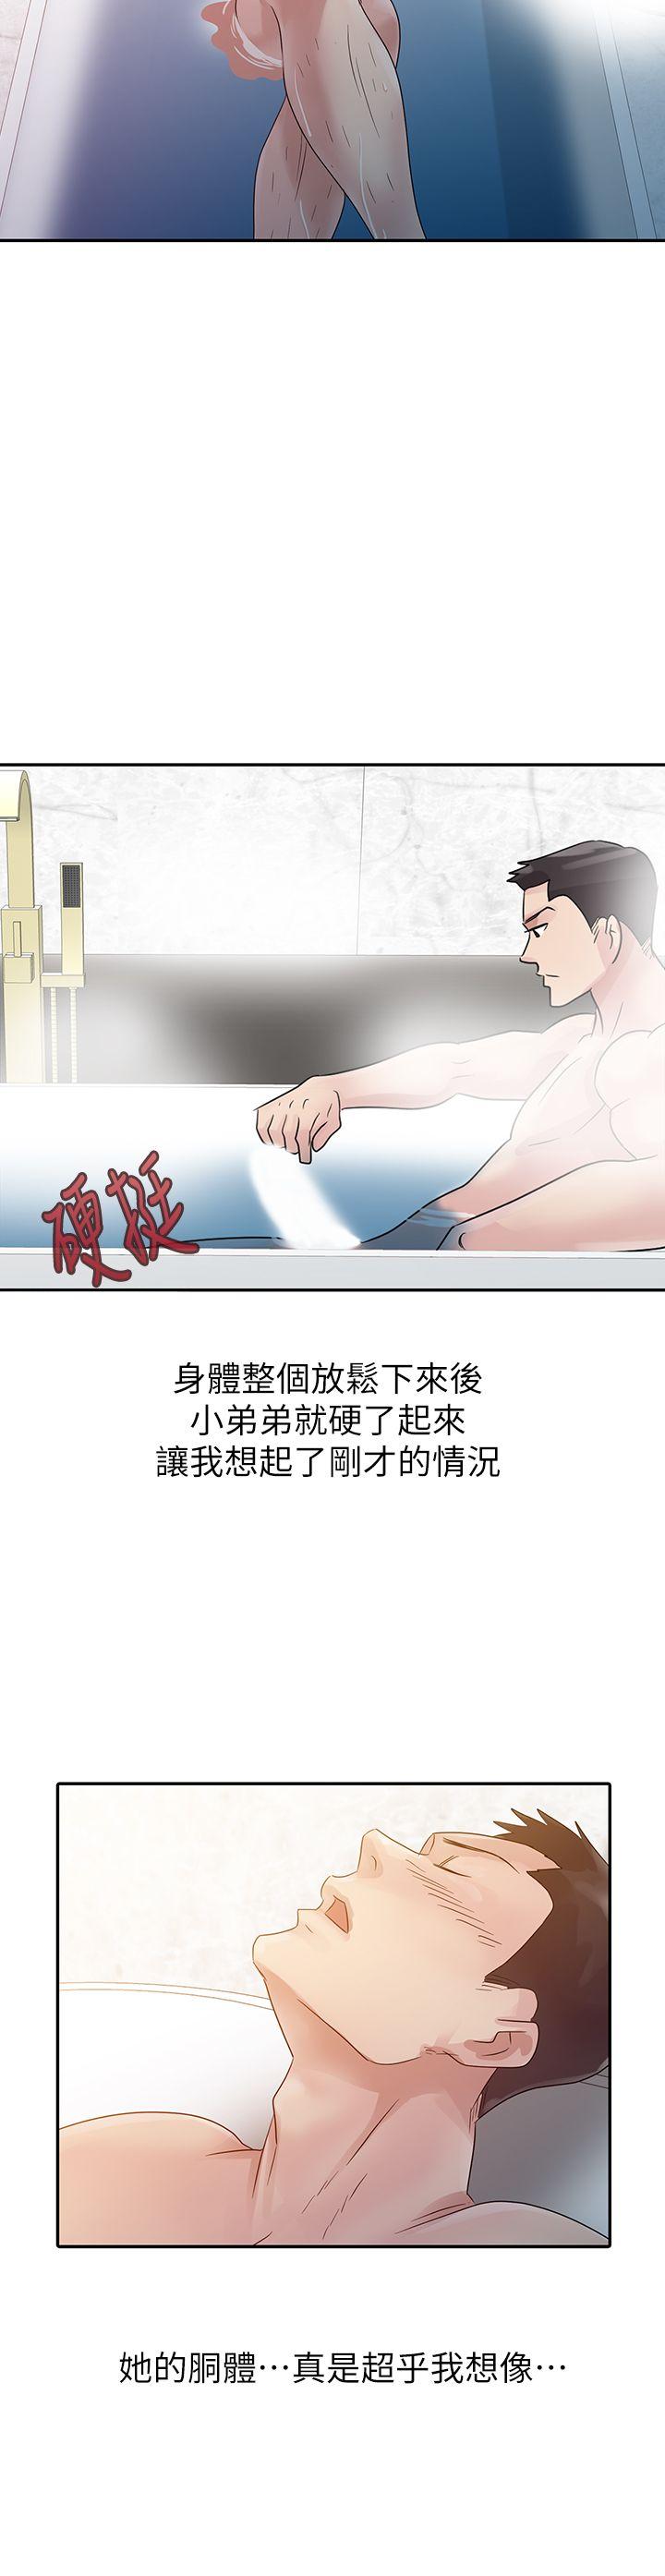 硬挺
身體整個放鬆下來後
小弟弟就硬了起來
讓我想起了剛才的情況
她的胴體⋯真是超乎我想像⋯